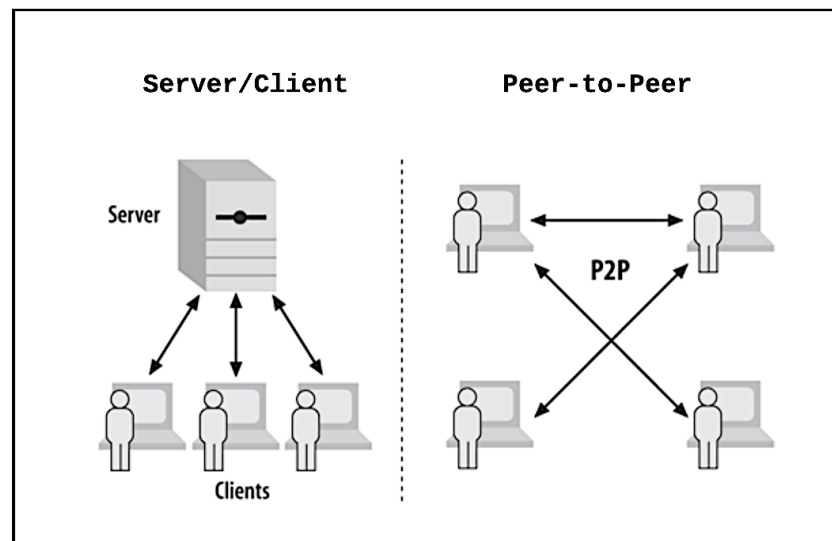 Server/Client
Peer-to-Peer
Server
P2P
Clients